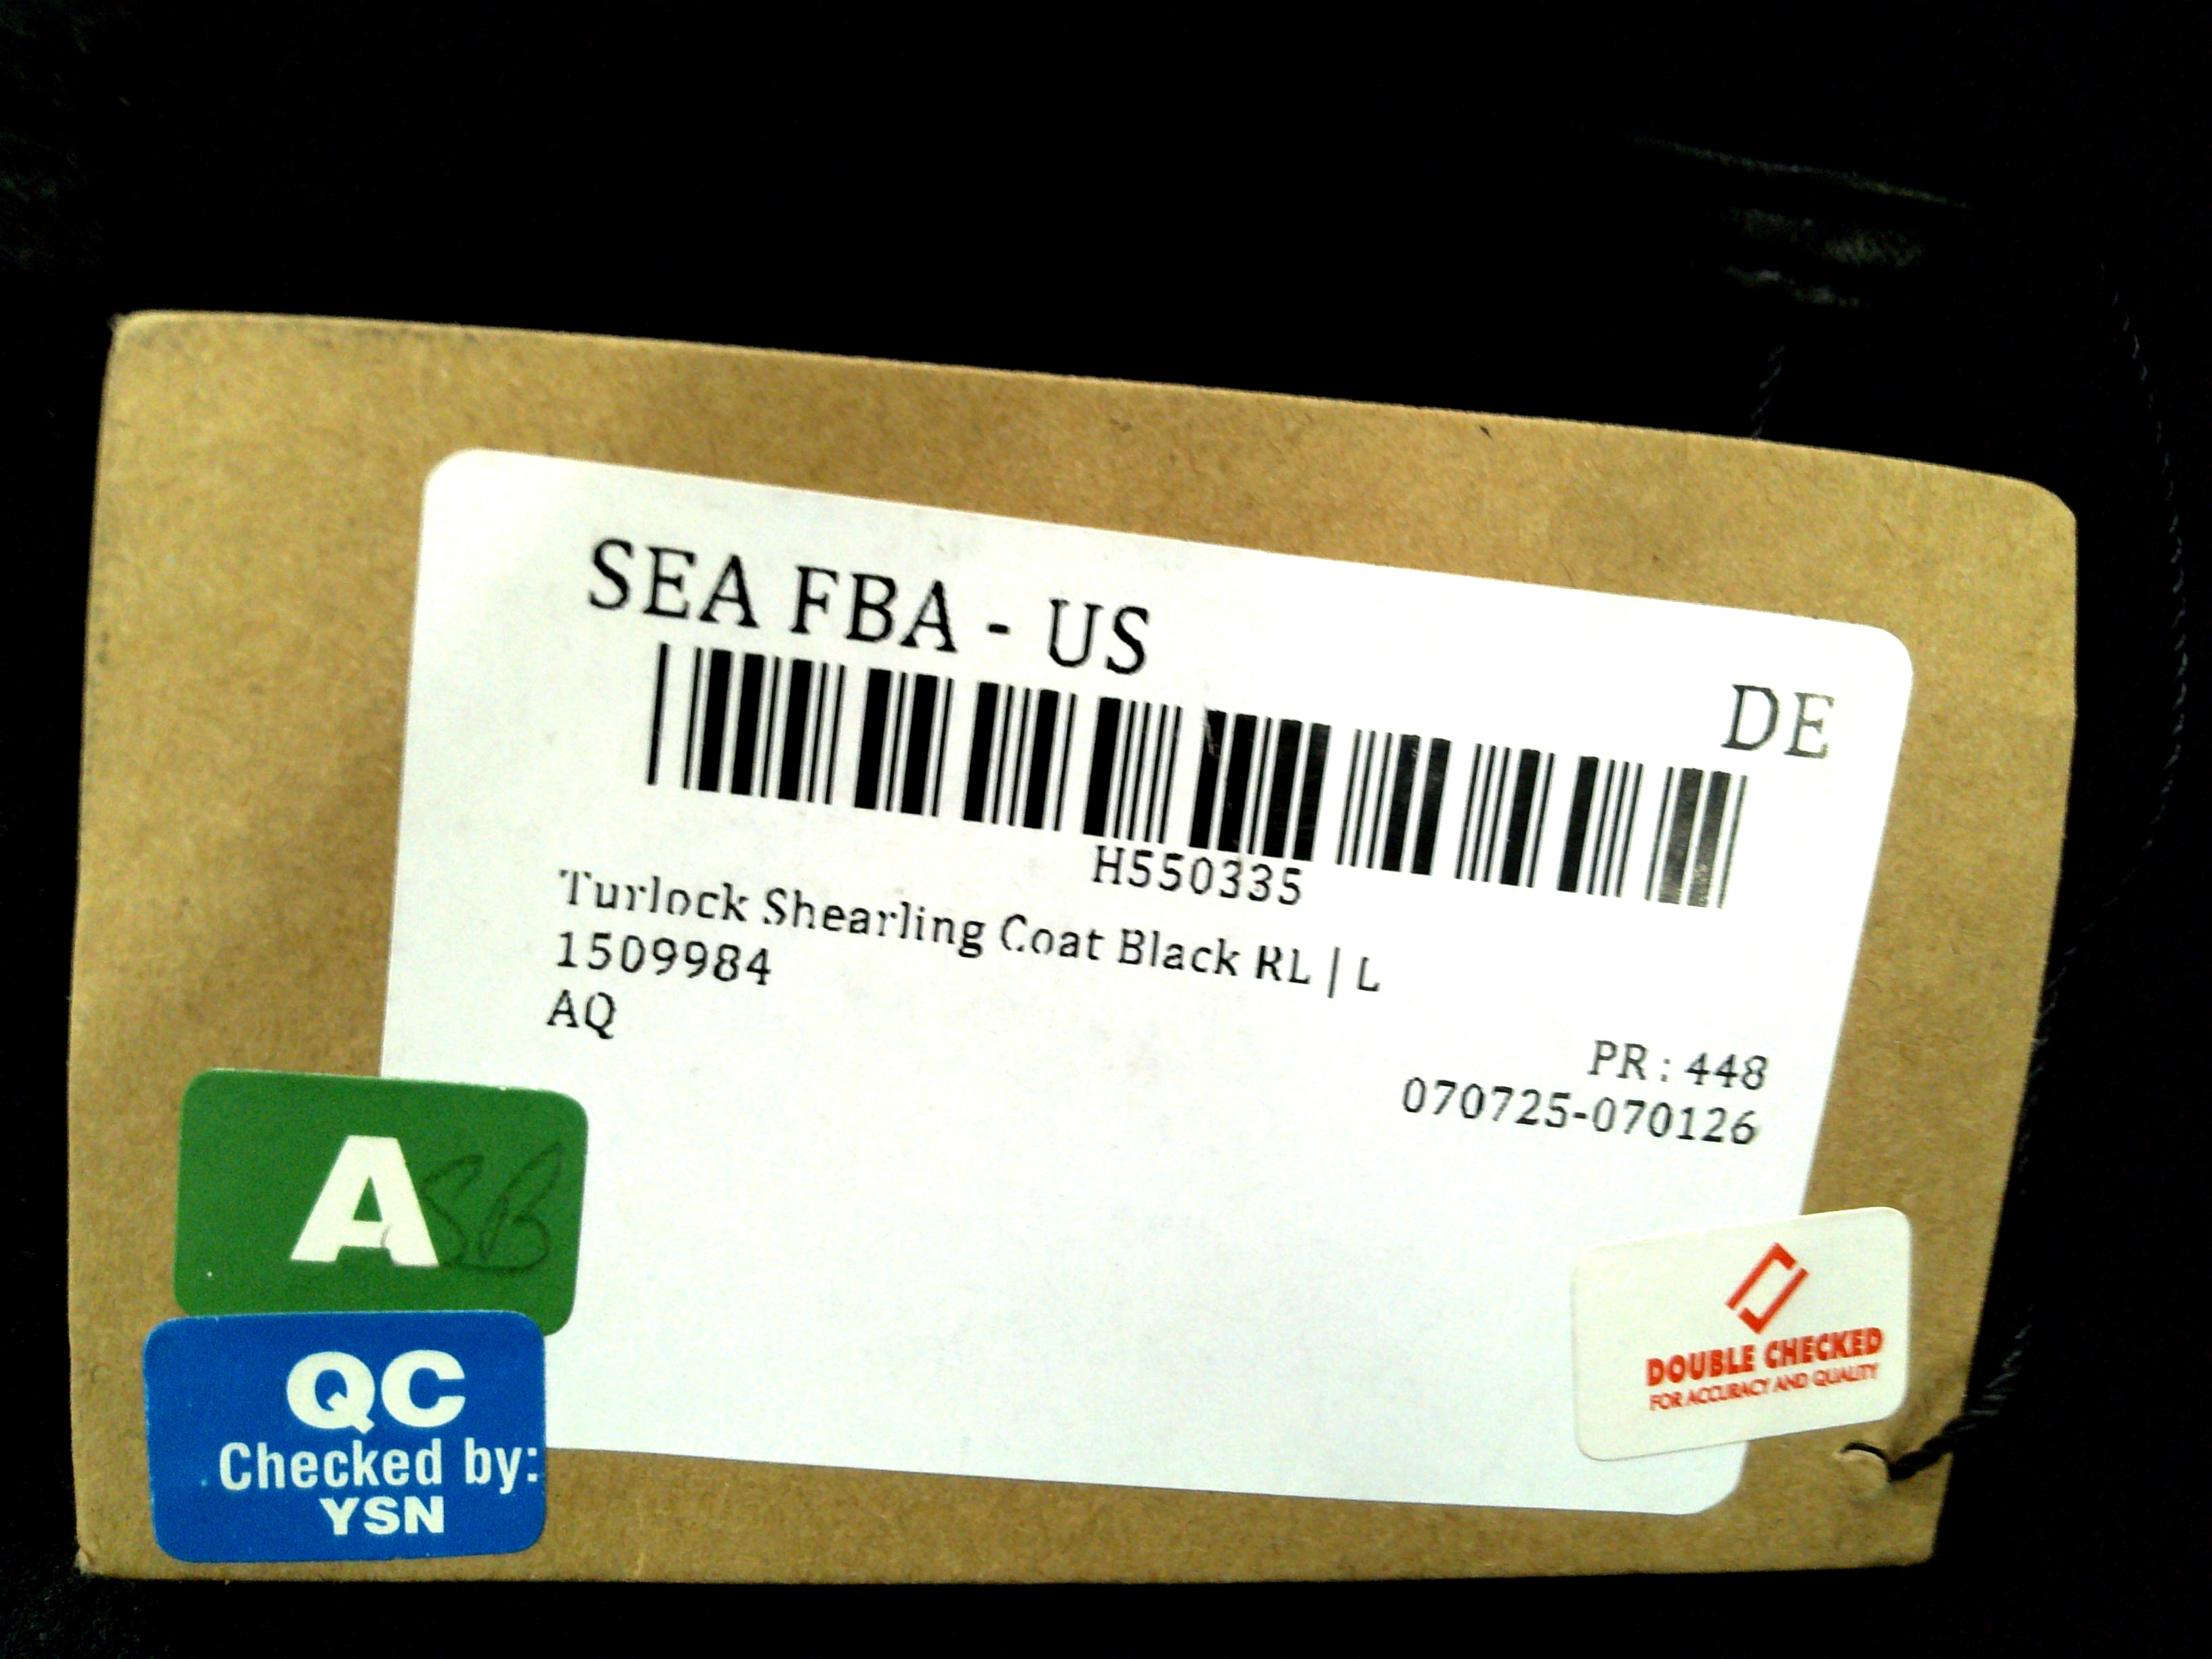 SEA FBA - US
DE
H550335
Turlock Shearling Coat Black RL | L
1509984
AQ
PR : 448
070725-070126
A SB
QC
Checked by:
YSN
DOUBLE CHECKED
FOR ACCURACY AND QUALITY